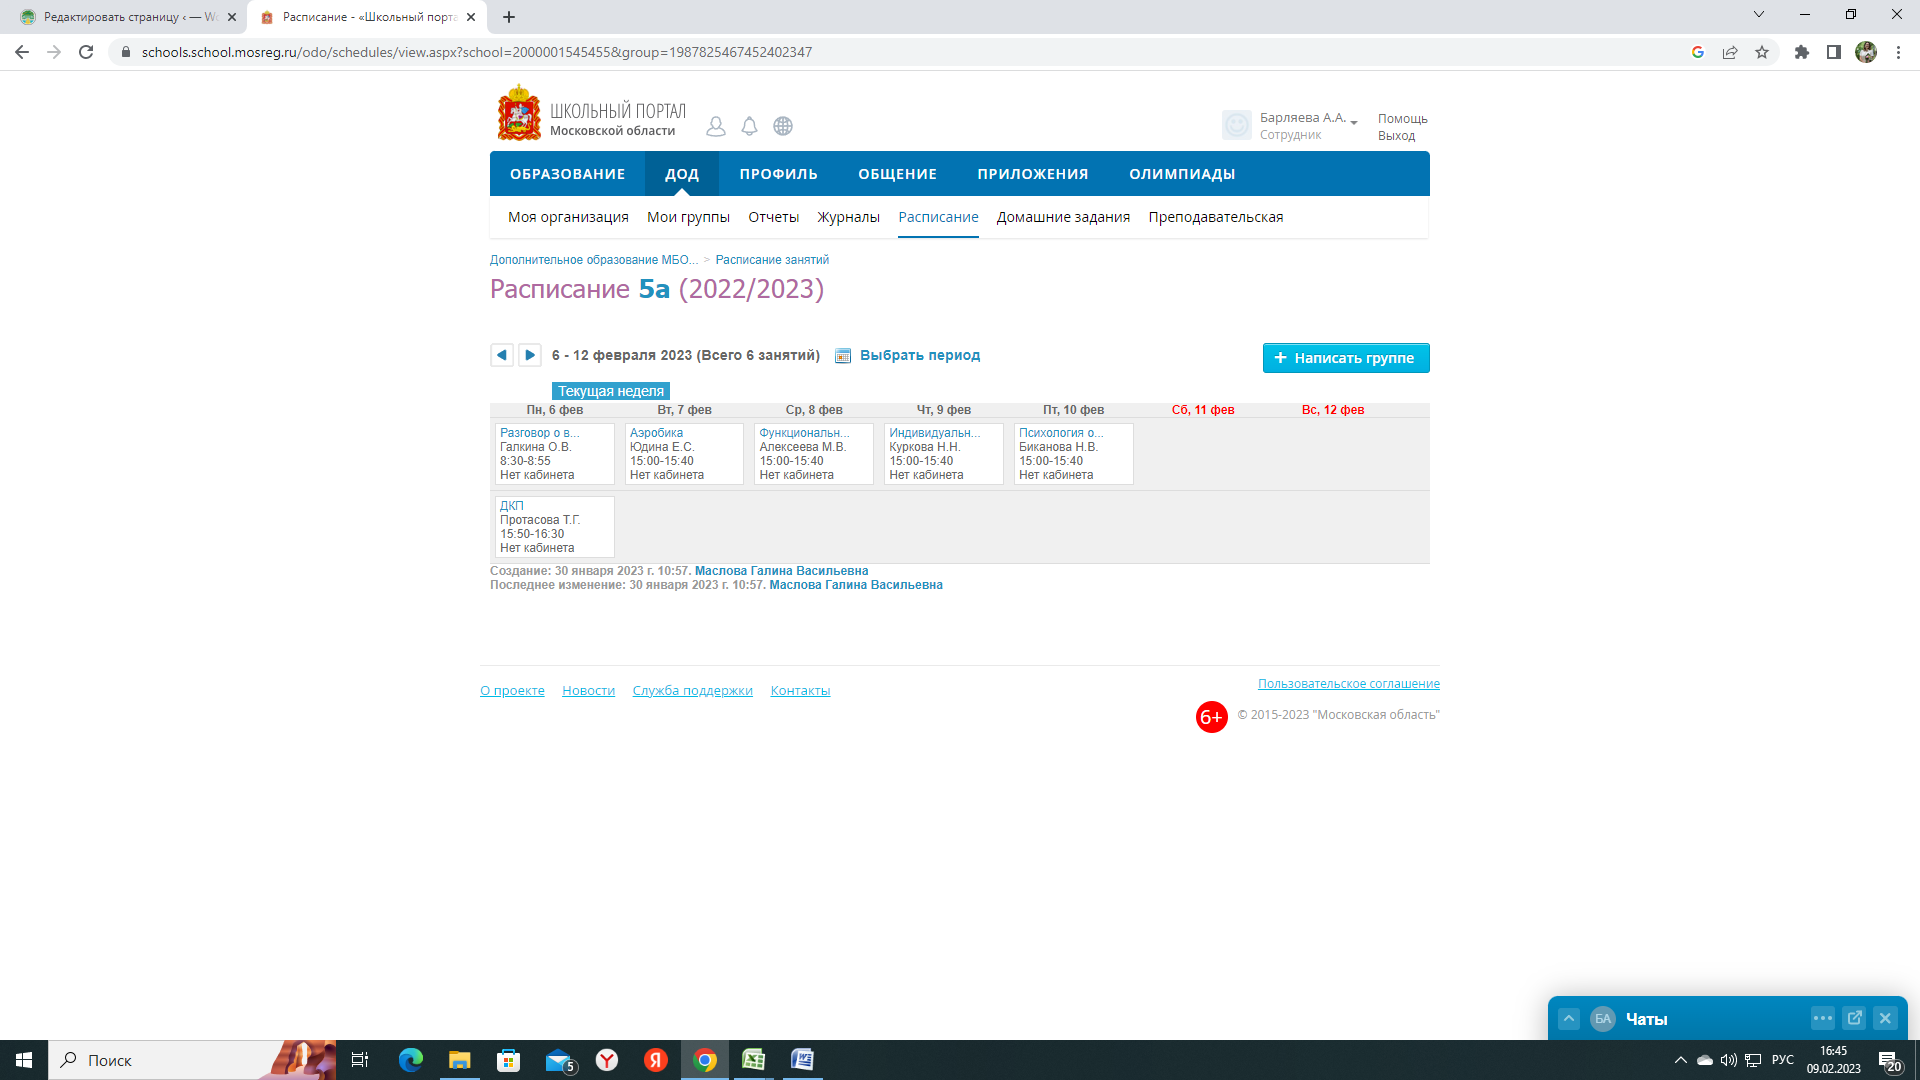 Редактировать страницу ‹ — Wo
Расписание - «Школьный порта
schools.school.mosreg.ru/odo/schedules/view.aspx?school=2000001545455&group=1987825467452402347
ШКОЛЬНЫЙ ПОРТАЛ
Московской области
Барляева А.А.
Сотрудник
Помощь
Выход
ОБРАЗОВАНИЕ ДОД ПРОФИЛЬ ОБЩЕНИЕ ПРИЛОЖЕНИЯ ОЛИМПИАДЫ
Моя организация Мои группы Отчеты Журналы Расписание Домашние задания Преподавательская
Дополнительное образование МБО... > Расписание занятий
Расписание 5а (2022/2023)
6 - 12 февраля 2023 (Всего 6 занятий) Выбрать период
+ Написать группе
Текущая неделя
Пн, 6 фев Вт, 7 фев Ср, 8 фев Чт, 9 фев Пт, 10 фев Сб, 11 фев Вс, 12 фев
Разговор о в...
Галкина О.В.
8:30-8:55
Нет кабинета
Аэробика
Юдина Е.С.
15:00-15:40
Нет кабинета
Функциональн...
Алексеева М.В.
15:00-15:40
Нет кабинета
Индивидуальн...
Куркова Н.Н.
15:00-15:40
Нет кабинета
Психология о...
Биканова Н.В.
15:00-15:40
Нет кабинета
ДКП
Протасова Т.Г.
15:50-16:30
Нет кабинета
Создание: 30 января 2023 г. 10:57. Маслова Галина Васильевна
Последнее изменение: 30 января 2023 г. 10:57. Маслова Галина Васильевна
О проекте Новости Служба поддержки Контакты
Пользовательское соглашение
6+ © 2015-2023 "Московская область"
БА Чаты
Поиск
5
РУС
16:45
09.02.2023
20